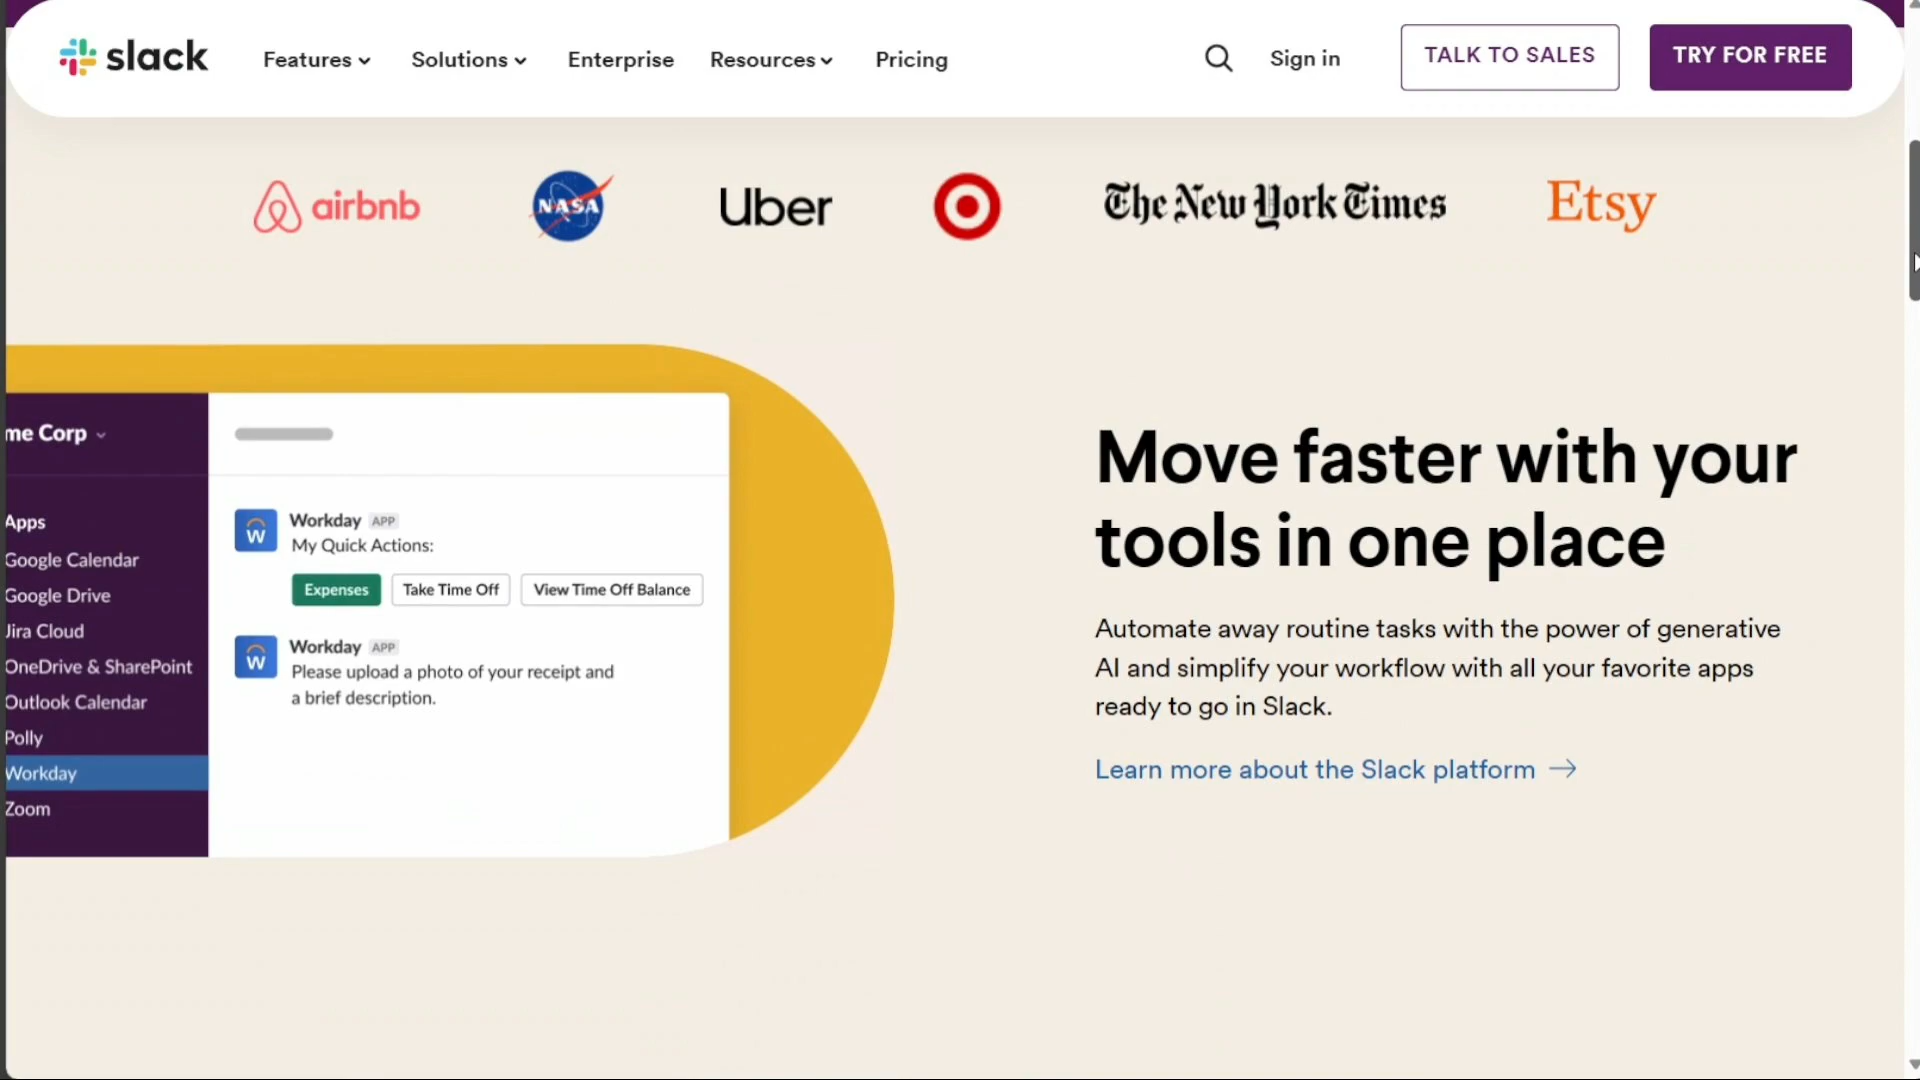 slack
Features
Solutions
Enterprise
Resources
Pricing
Sign in
TALK TO SALES
TRY FOR FREE
airbnb
NASA
Uber
The New York Times
Etsy
me Corp
Apps
Google Calendar
Google Drive
Jira Cloud
OneDrive & SharePoint
Outlook Calendar
Polly
Workday
Zoom
W
Workday APP
My Quick Actions:
Expenses
Take Time Off
View Time Off Balance
W
Workday APP
Please upload a photo of your receipt and
a brief description.
Move faster with your
tools in one place
Automate away routine tasks with the power of generative
AI and simplify your workflow with all your favorite apps
ready to go in Slack.
Learn more about the Slack platform →